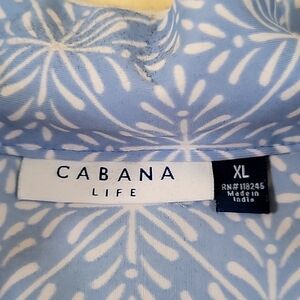 CABANA
LIFE
XL
RN#118245
Made in
India